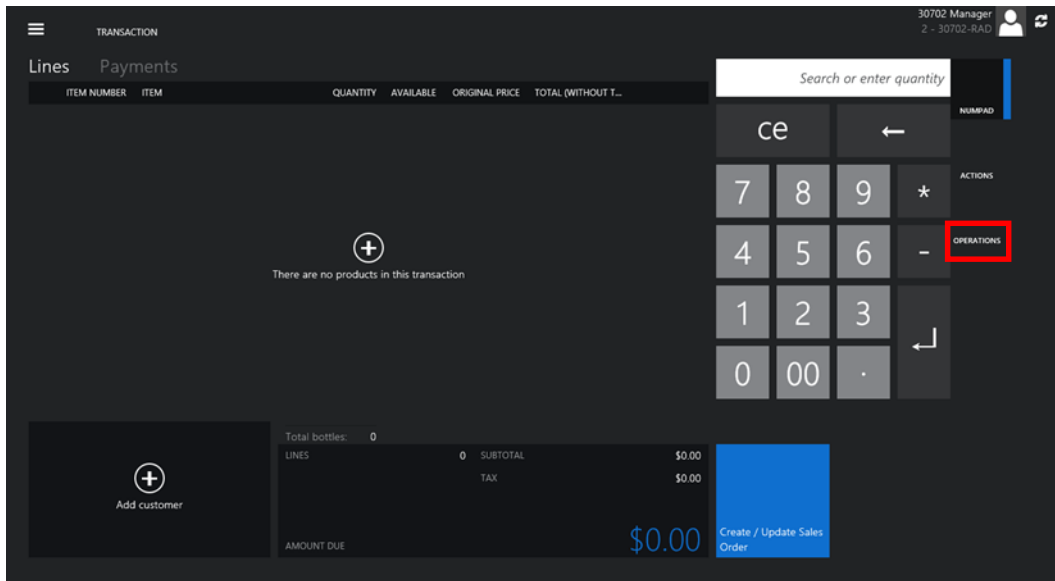 30702 Manager
2 - 30702-RAD
TRANSACTION
Lines Payments
ITEM NUMBER ITEM QUANTITY AVAILABLE ORIGINAL PRICE TOTAL (WITHOUT T...
There are no products in this transaction
Search or enter quantity
NUMPAD
ce
7 8 9 *
ACTIONS
4 5 6 -
OPERATIONS
1 2 3
0 00 .
Add customer
Total bottles: 0
LINES 0 SUBTOTAL $0.00
TAX $0.00
AMOUNT DUE $0.00
Create / Update Sales
Order